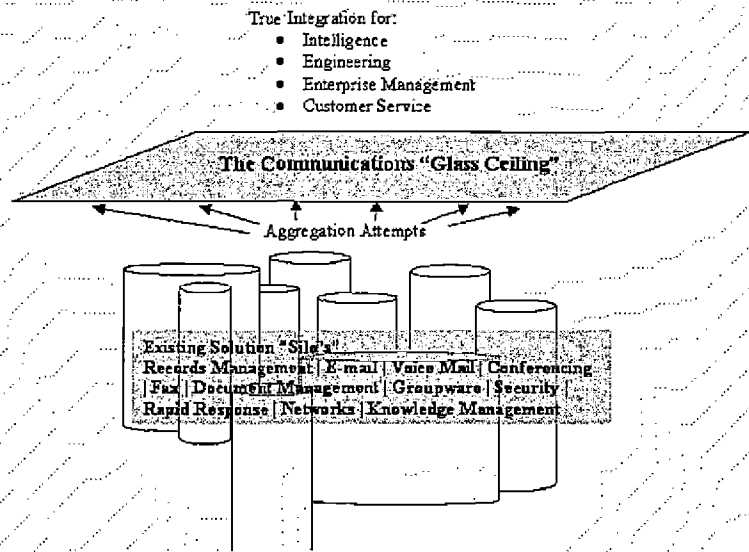 True Integration for:
• Intelligence
• Engineering
• Enterprise Management
• Customer Service
The Communications "Glass Ceiling"
Aggregation Attempts
Existing Solution "Silo's"
Records Management | E-mail | Voice Mail | Conferencing
| Fax | Document Management | Groupware | Security |
Rapid Response | Networks | Knowledge Management